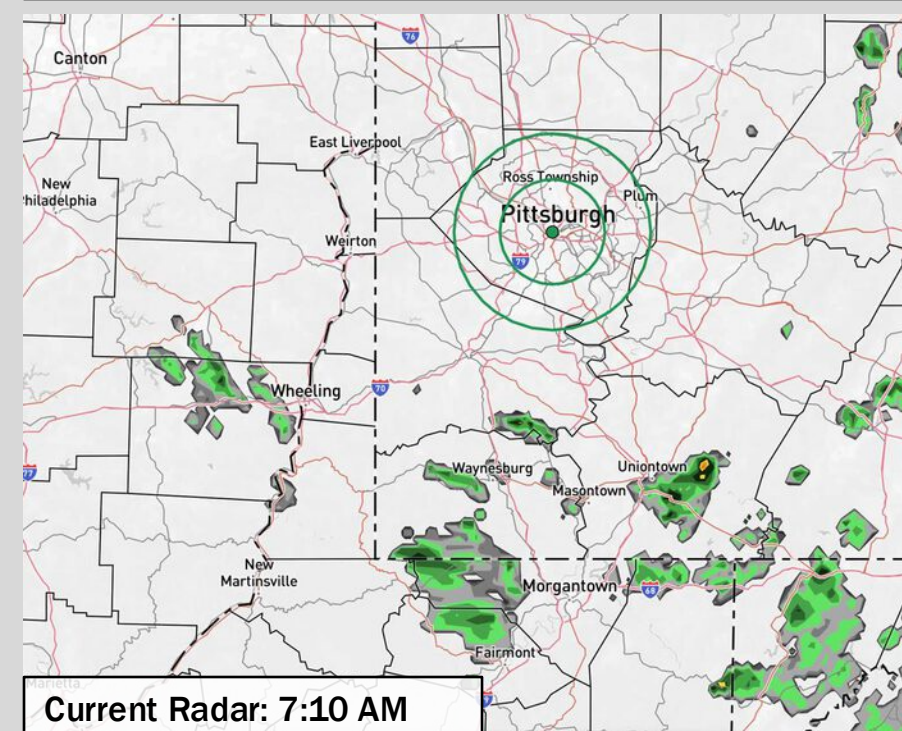 76
Canton
East Liverpool
Ross Township
New
Philadelphia
Plum
Pittsburgh
Weirton
79
70
Wheeling
77
Waynesburg
Uniontown
Masontown
New
Martinsville
Morgantown
68
Fairmont
Marietta
Current Radar: 7:10 AM